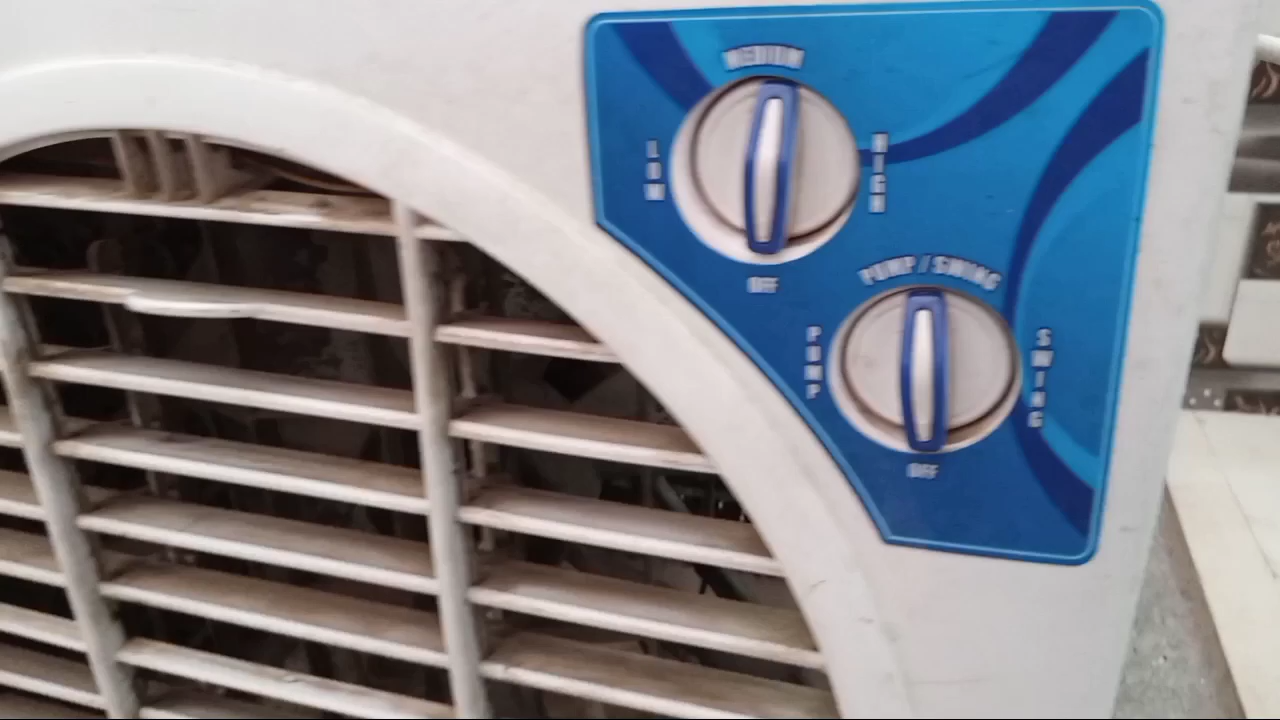 MEDIUM
LOW
HIGH
OFF
PUMP / SWING
PUMP
SWING
OFF